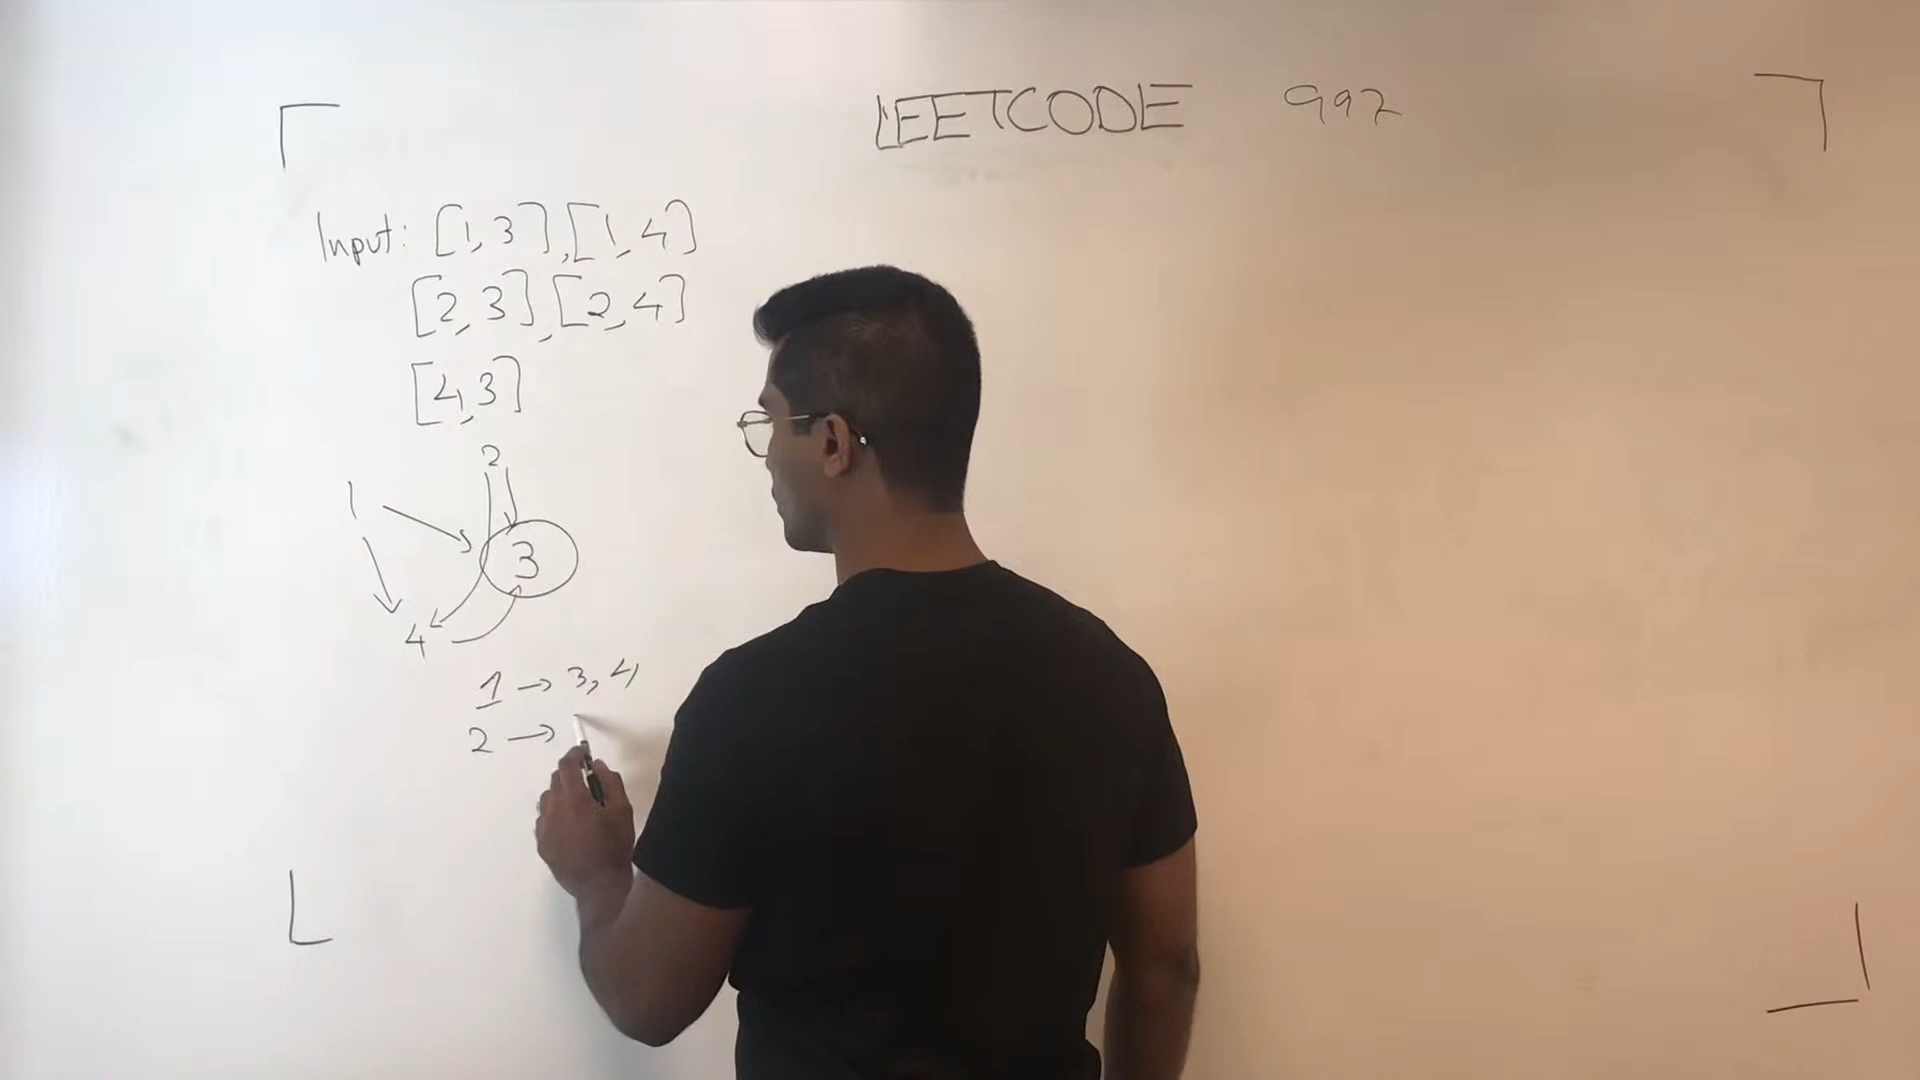 LEETCODE 997
Input: [1,3],[1,4]
[2,3],[2,4]
[4,3]
2
1
3
4
1 → 3, 4
2 →